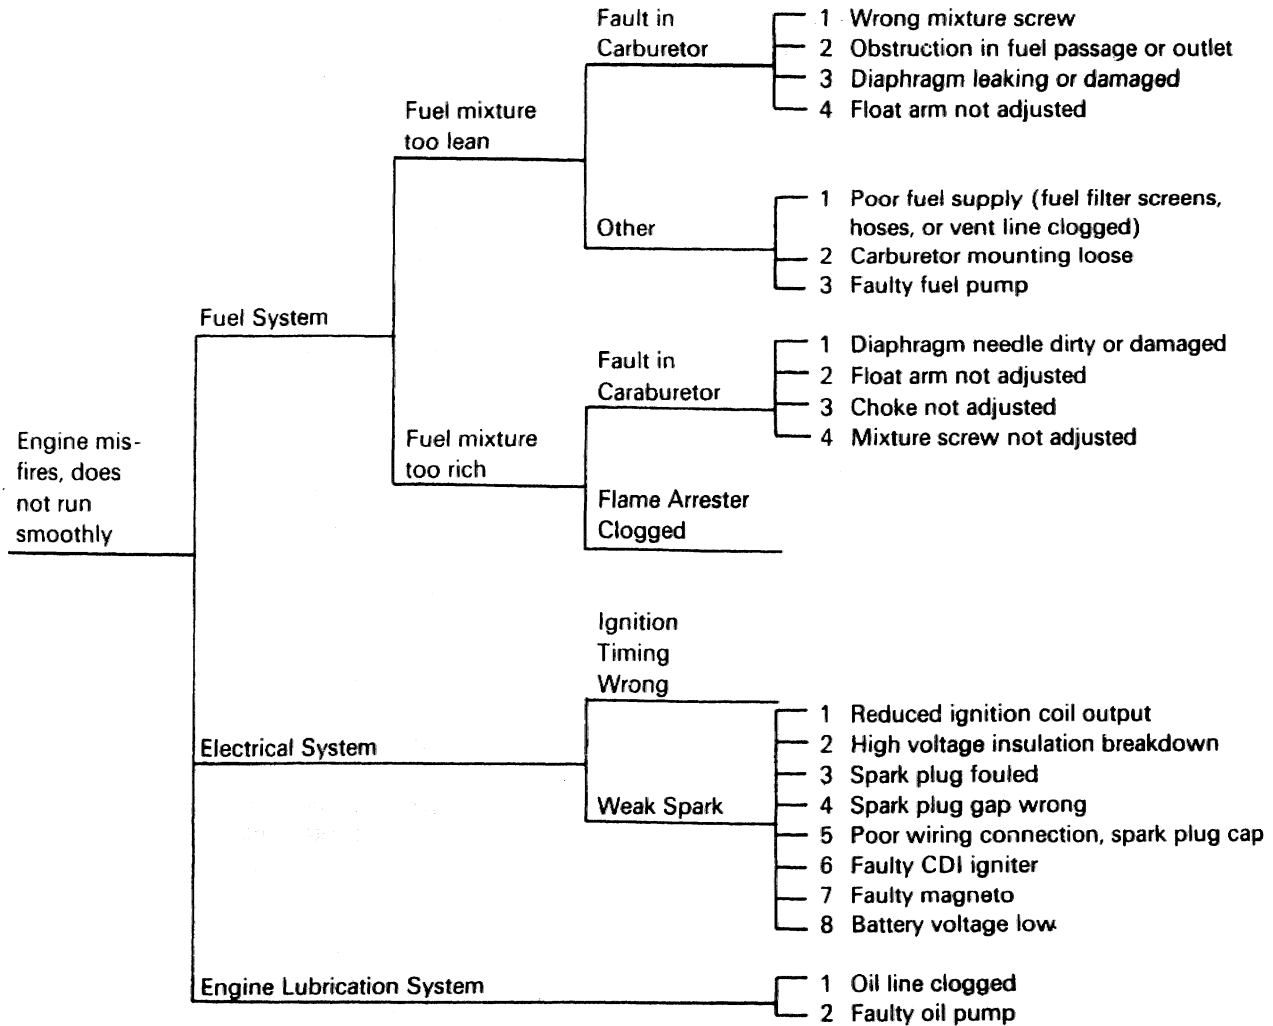 Fault in
Carburetor
1 Wrong mixture screw
2 Obstruction in fuel passage or outlet
3 Diaphragm leaking or damaged
4 Float arm not adjusted
Fuel mixture
too lean
Other
1 Poor fuel supply (fuel filter screens,
hoses, or vent line clogged)
2 Carburetor mounting loose
3 Faulty fuel pump
Fuel System
Fault in
Caraburetor
1 Diaphragm needle dirty or damaged
2 Float arm not adjusted
3 Choke not adjusted
4 Mixture screw not adjusted
Fuel mixture
too rich
Flame Arrester
Clogged
Engine mis-
fires, does
not run
smoothly
Ignition
Timing
Wrong
Electrical System
Weak Spark
1 Reduced ignition coil output
2 High voltage insulation breakdown
3 Spark plug fouled
4 Spark plug gap wrong
5 Poor wiring connection, spark plug cap
6 Faulty CDI igniter
7 Faulty magneto
8 Battery voltage low
Engine Lubrication System
1 Oil line clogged
2 Faulty oil pump